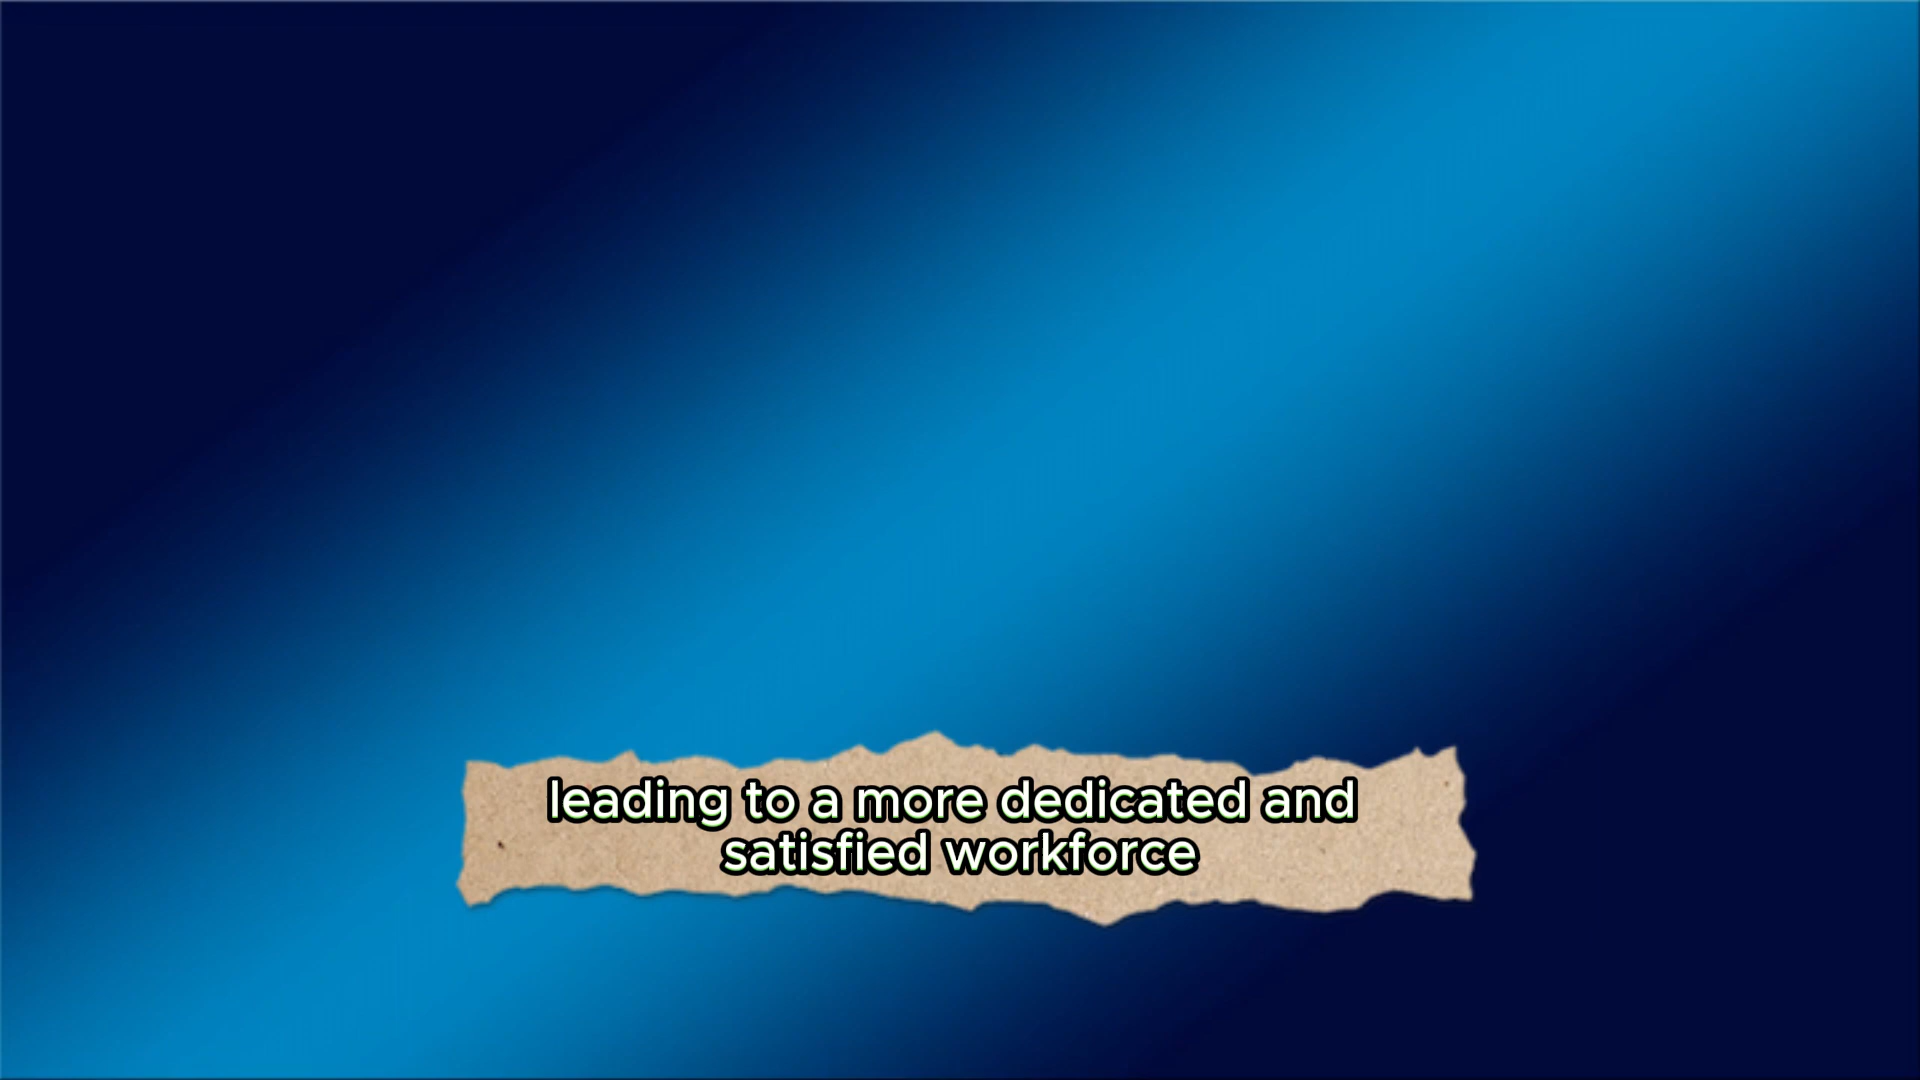 leading to a more dedicated and
satisfied workforce